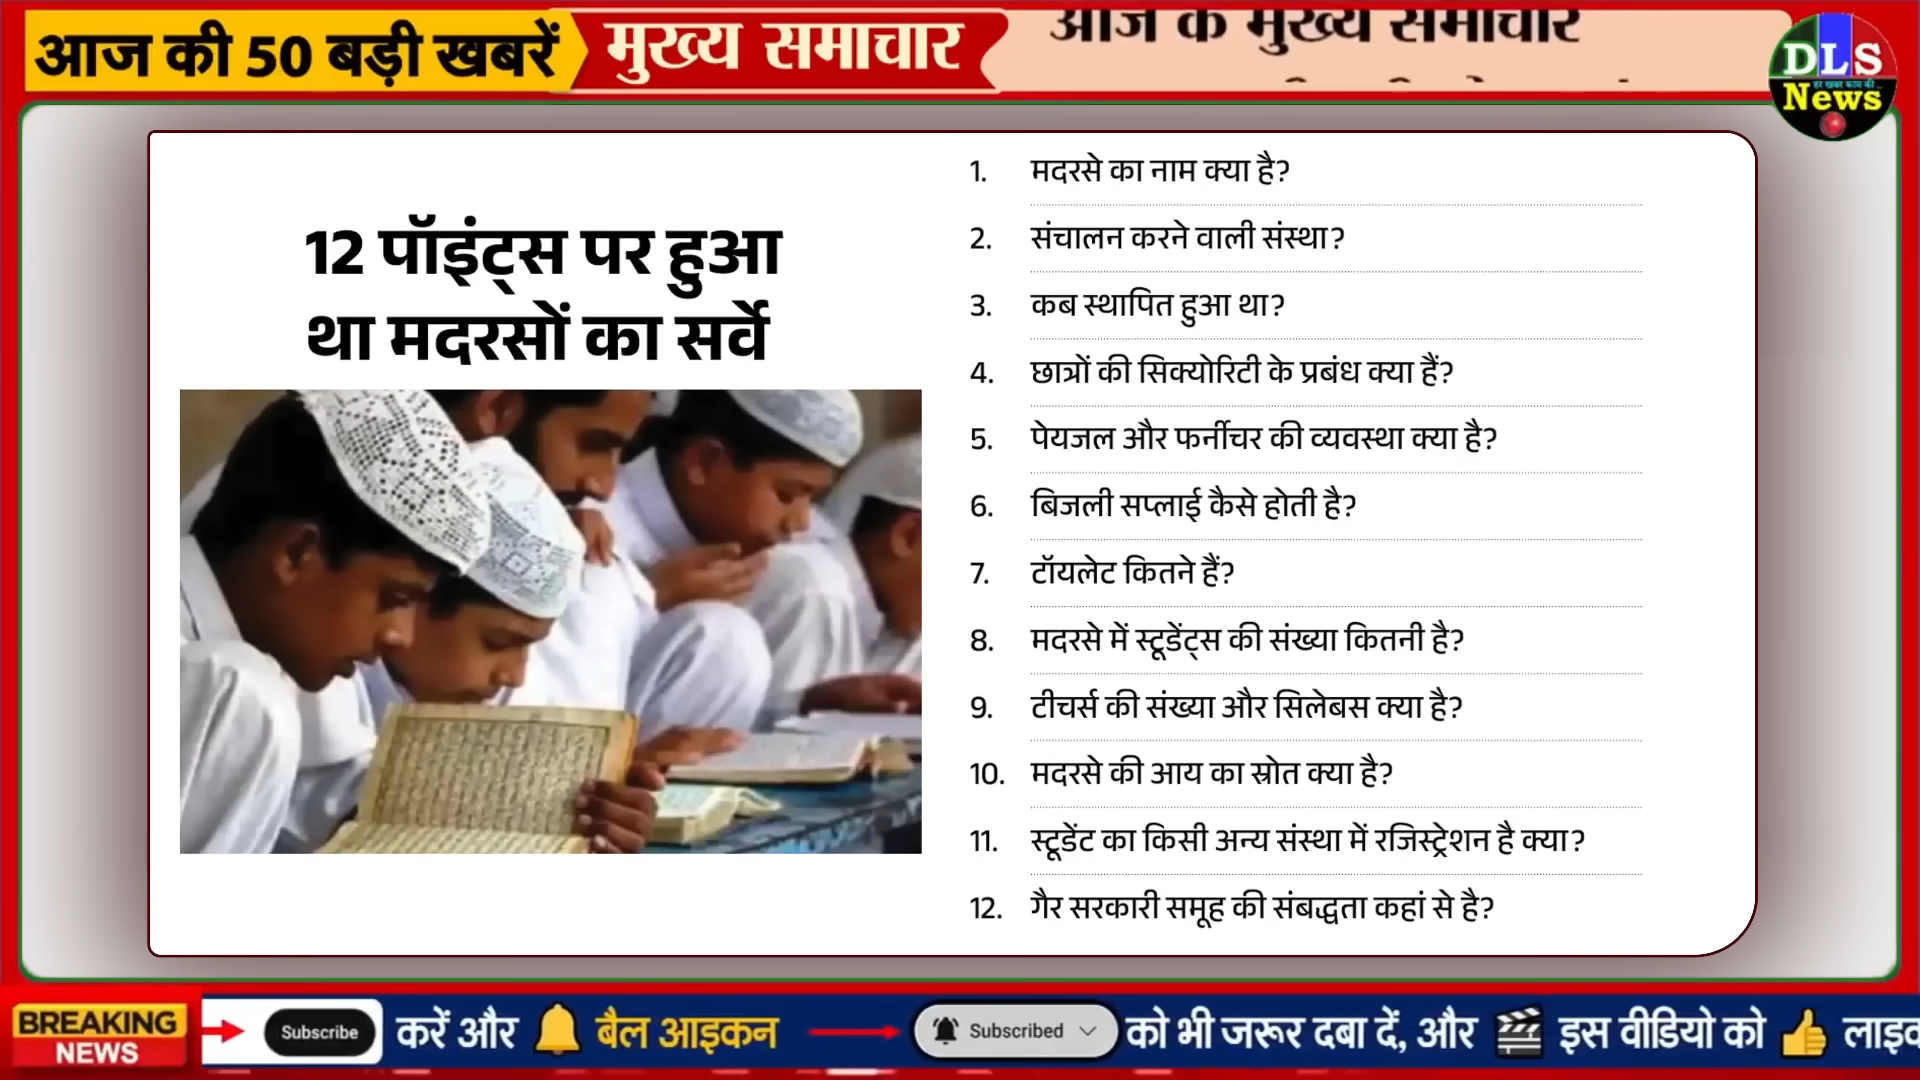 आज की 50 बड़ी खबरें
मुख्य समाचार
आज के मुख्य समाचार
DLS
हर खबर काम की
News
12 पॉइंट्स पर हुआ
था मदरसों का सर्वे
1. मदरसे का नाम क्या है?
2. संचालन करने वाली संस्था?
3. कब स्थापित हुआ था?
4. छात्रों की सिक्योरिटी के प्रबंध क्या हैं?
5. पेयजल और फर्नीचर की व्यवस्था क्या है?
6. बिजली सप्लाई कैसे होती है?
7. टॉयलेट कितने हैं?
8. मदरसे में स्टूडेंट्स की संख्या कितनी है?
9. टीचर्स की संख्या और सिलेबस क्या है?
10. मदरसे की आय का स्रोत क्या है?
11. स्टूडेंट का किसी अन्य संस्था में रजिस्ट्रेशन है क्या?
12. गैर सरकारी समूह की संबद्धता कहां से है?
BREAKING
NEWS
Subscribe करें और बैल आइकन Subscribed को भी जरूर दबा दें, और इस वीडियो को